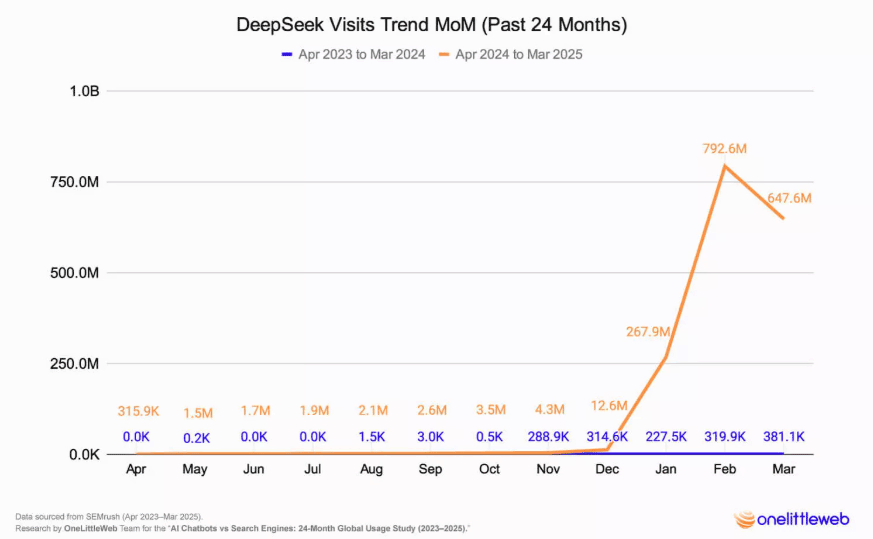 DeepSeek Visits Trend MoM (Past 24 Months)
Apr 2023 to Mar 2024 Apr 2024 to Mar 2025
1.0B
792.6M
750.0M
647.6M
500.0M
267.9M
250.0M
315.9K 1.5M 1.7M 1.9M 2.1M 2.6M 3.5M 4.3M 12.6M
0.0K 0.2K 0.0K 0.0K 1.5K 3.0K 0.5K 288.9K 314.6K 227.5K 319.9K 381.1K
0.0K
Apr May Jun Jul Aug Sep Oct Nov Dec Jan Feb Mar
Data sourced from SEMrush (Apr 2023–Mar 2025).
Research by OneLittleWeb Team for the "AI Chatbots vs Search Engines: 24-Month Global Usage Study (2023–2025)."
onelittleweb